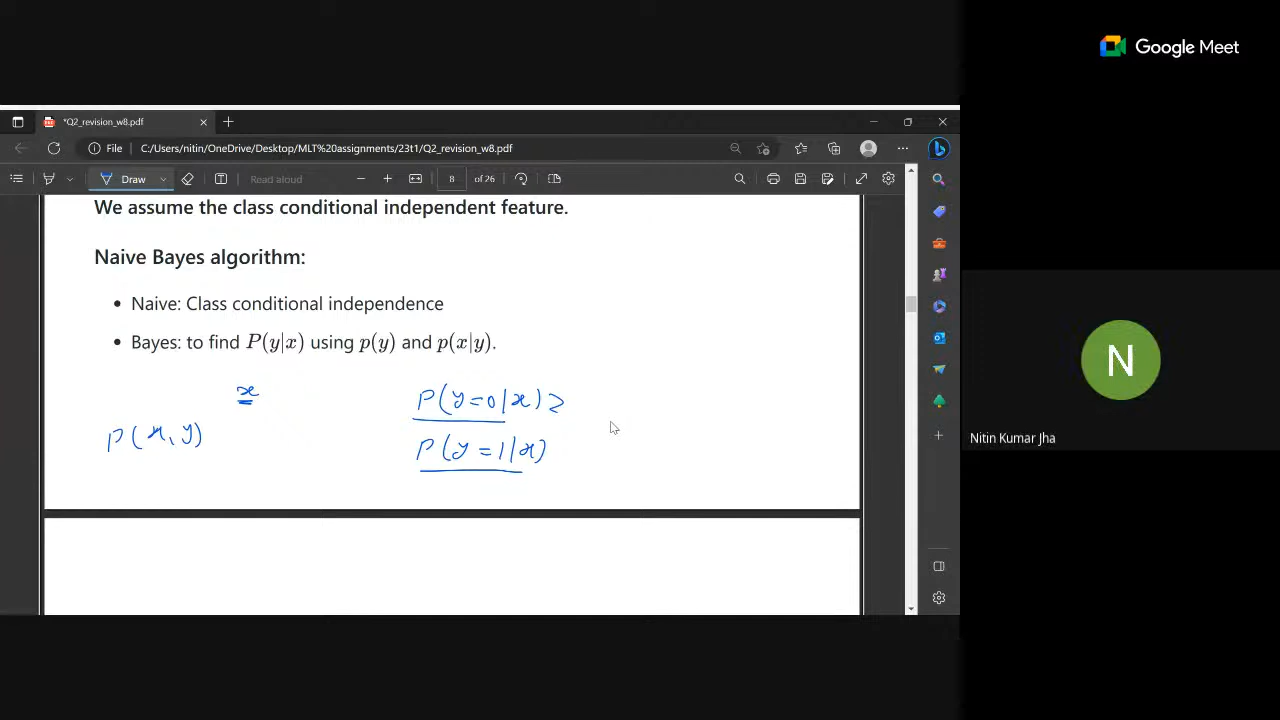 Google Meet
*Q2_revision_w8.pdf
File C:/Users/nitin/OneDrive/Desktop/MLT%20assignments/23t1/Q2_revision_w8.pdf
Draw Read aloud 8 of 26
We assume the class conditional independent feature.
Naive Bayes algorithm:
• Naive: Class conditional independence
• Bayes: to find P(y|x) using p(y) and p(x|y).
x
P(y=0|x) ≥
P(x, y)
P(y=1|x)
N
Nitin Kumar Jha